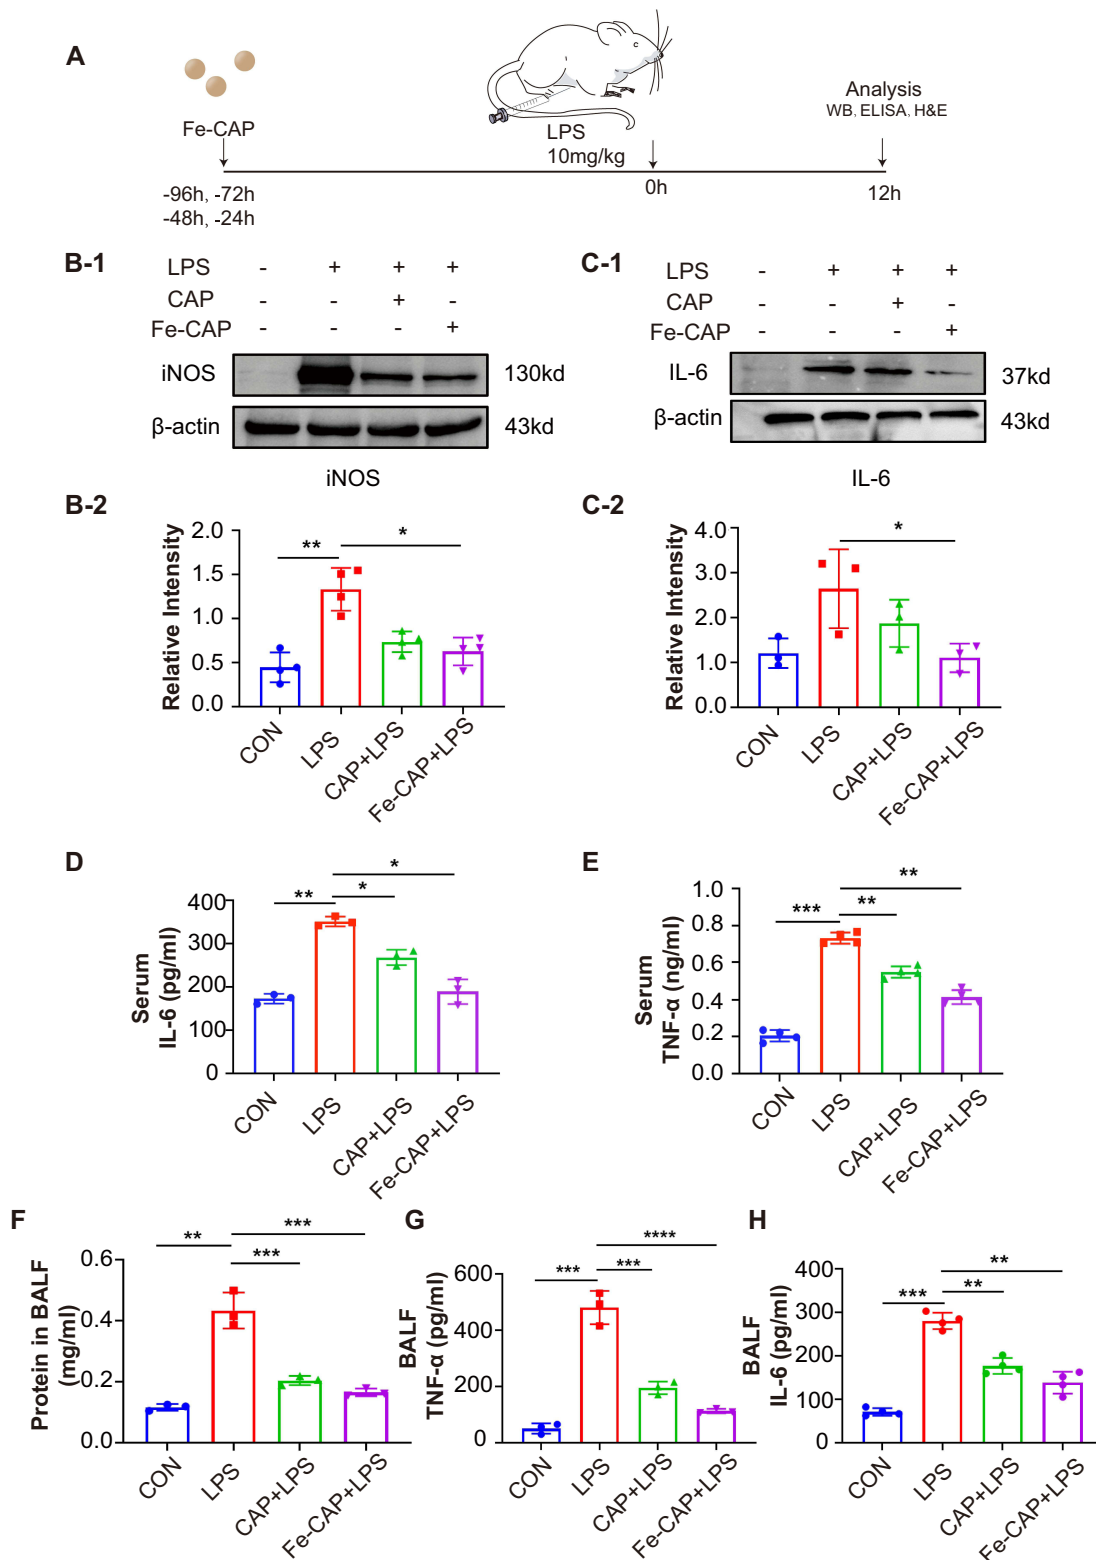 A
Fe-CAP
LPS
10mg/kg
Analysis
WB, ELISA, H&E
-96h, -72h
-48h, -24h
0h
12h
B-1
LPS - + + +
CAP - - + -
Fe-CAP - - - +
iNOS 130kd
β-actin 43kd
C-1
LPS - + + +
CAP - - + -
Fe-CAP - - - +
IL-6 37kd
β-actin 43kd
B-2
iNOS
Relative Intensity
2.0
1.5
1.0
0.5
0.0
** *
CON LPS CAP+LPS Fe-CAP+LPS
C-2
IL-6
Relative Intensity
4.0
3.0
2.0
1.0
0.0
*
CON LPS CAP+LPS Fe-CAP+LPS
D
Serum
IL-6 (pg/ml)
400
300
200
100
0
*
** *
CON LPS CAP+LPS Fe-CAP+LPS
E
Serum
TNF-α (ng/ml)
1.0
0.8
0.6
0.4
0.2
0.0
**
*** **
CON LPS CAP+LPS Fe-CAP+LPS
F
Protein in BALF
(mg/ml)
0.6
0.4
0.2
0.0
** ***
***
CON LPS CAP+LPS Fe-CAP+LPS
G
BALF
TNF-α (pg/ml)
600
400
200
0
****
*** ***
CON LPS CAP+LPS Fe-CAP+LPS
H
BALF
IL-6 (pg/ml)
400
300
200
100
0
**
*** **
CON LPS CAP+LPS Fe-CAP+LPS